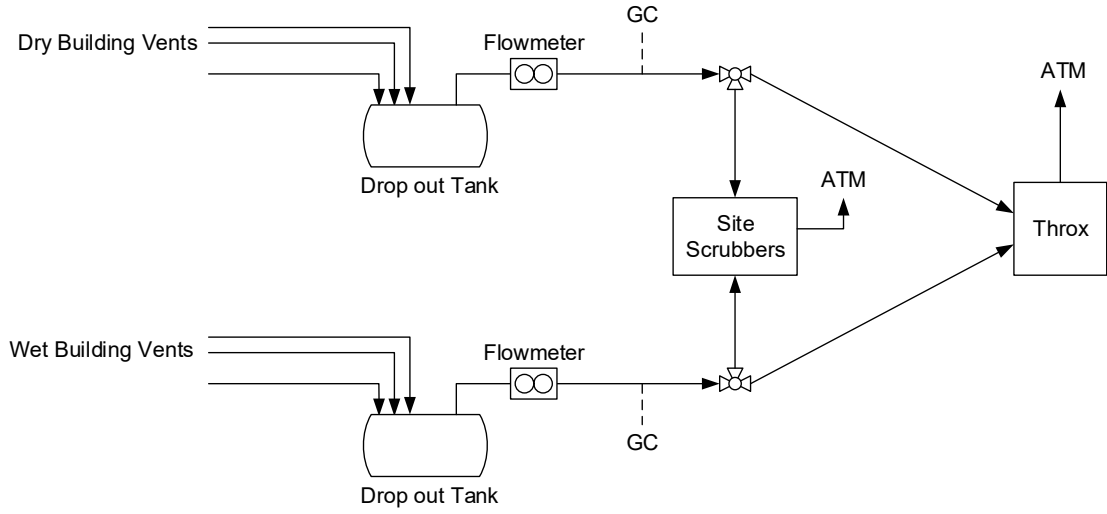 GC
Dry Building Vents
Flowmeter
ATM
Drop out Tank
ATM
Site
Scrubbers
Throx
Wet Building Vents
Flowmeter
GC
Drop out Tank